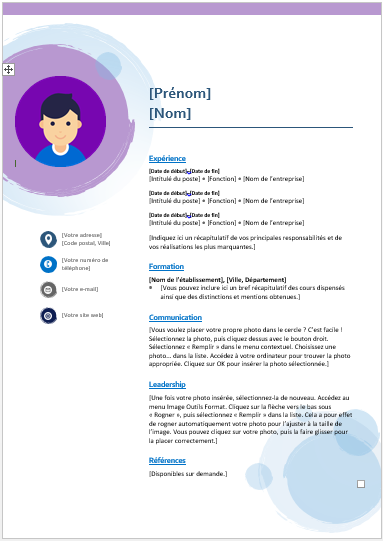 [Prénom]
[Nom]
Expérience
[Date de début] - [Date de fin]
[Intitulé du poste] • [Fonction] • [Nom de l'entreprise]
[Date de début] - [Date de fin]
[Intitulé du poste] • [Fonction] • [Nom de l'entreprise]
[Date de début] - [Date de fin]
[Intitulé du poste] • [Fonction] • [Nom de l'entreprise]
[Indiquez ici un récapitulatif de vos principales responsabilités et de
vos réalisations les plus marquantes.]
[Votre adresse]
[Code postal, Ville]
[Votre numéro de
téléphone]
[Votre e-mail]
[Votre site web]
Formation
[Nom de l'établissement], [Ville, Département]
[Vous pouvez inclure ici un bref récapitulatif des cours dispensés
ainsi que des distinctions et mentions obtenues.]
Communication
[Vous voulez placer votre propre photo dans le cercle ? C'est facile !
Sélectionnez la photo, puis cliquez dessus avec le bouton droit.
Sélectionnez « Remplir » dans le menu contextuel. Choisissez une
photo... dans la liste. Accédez à votre ordinateur pour trouver la photo
appropriée. Cliquez sur OK pour insérer la photo sélectionnée.]
Leadership
[Une fois votre photo insérée, sélectionnez-la de nouveau. Accédez au
menu Image Outils Format. Cliquez sur la flèche vers le bas sous
« Rogner », puis sélectionnez « Remplir » dans la liste. Cela a pour effet
de rogner automatiquement votre photo pour l'ajuster à la taille de
l'image. Vous pouvez cliquez sur votre photo, puis la faire glisser pour
la placer correctement.]
Références
[Disponibles sur demande.]